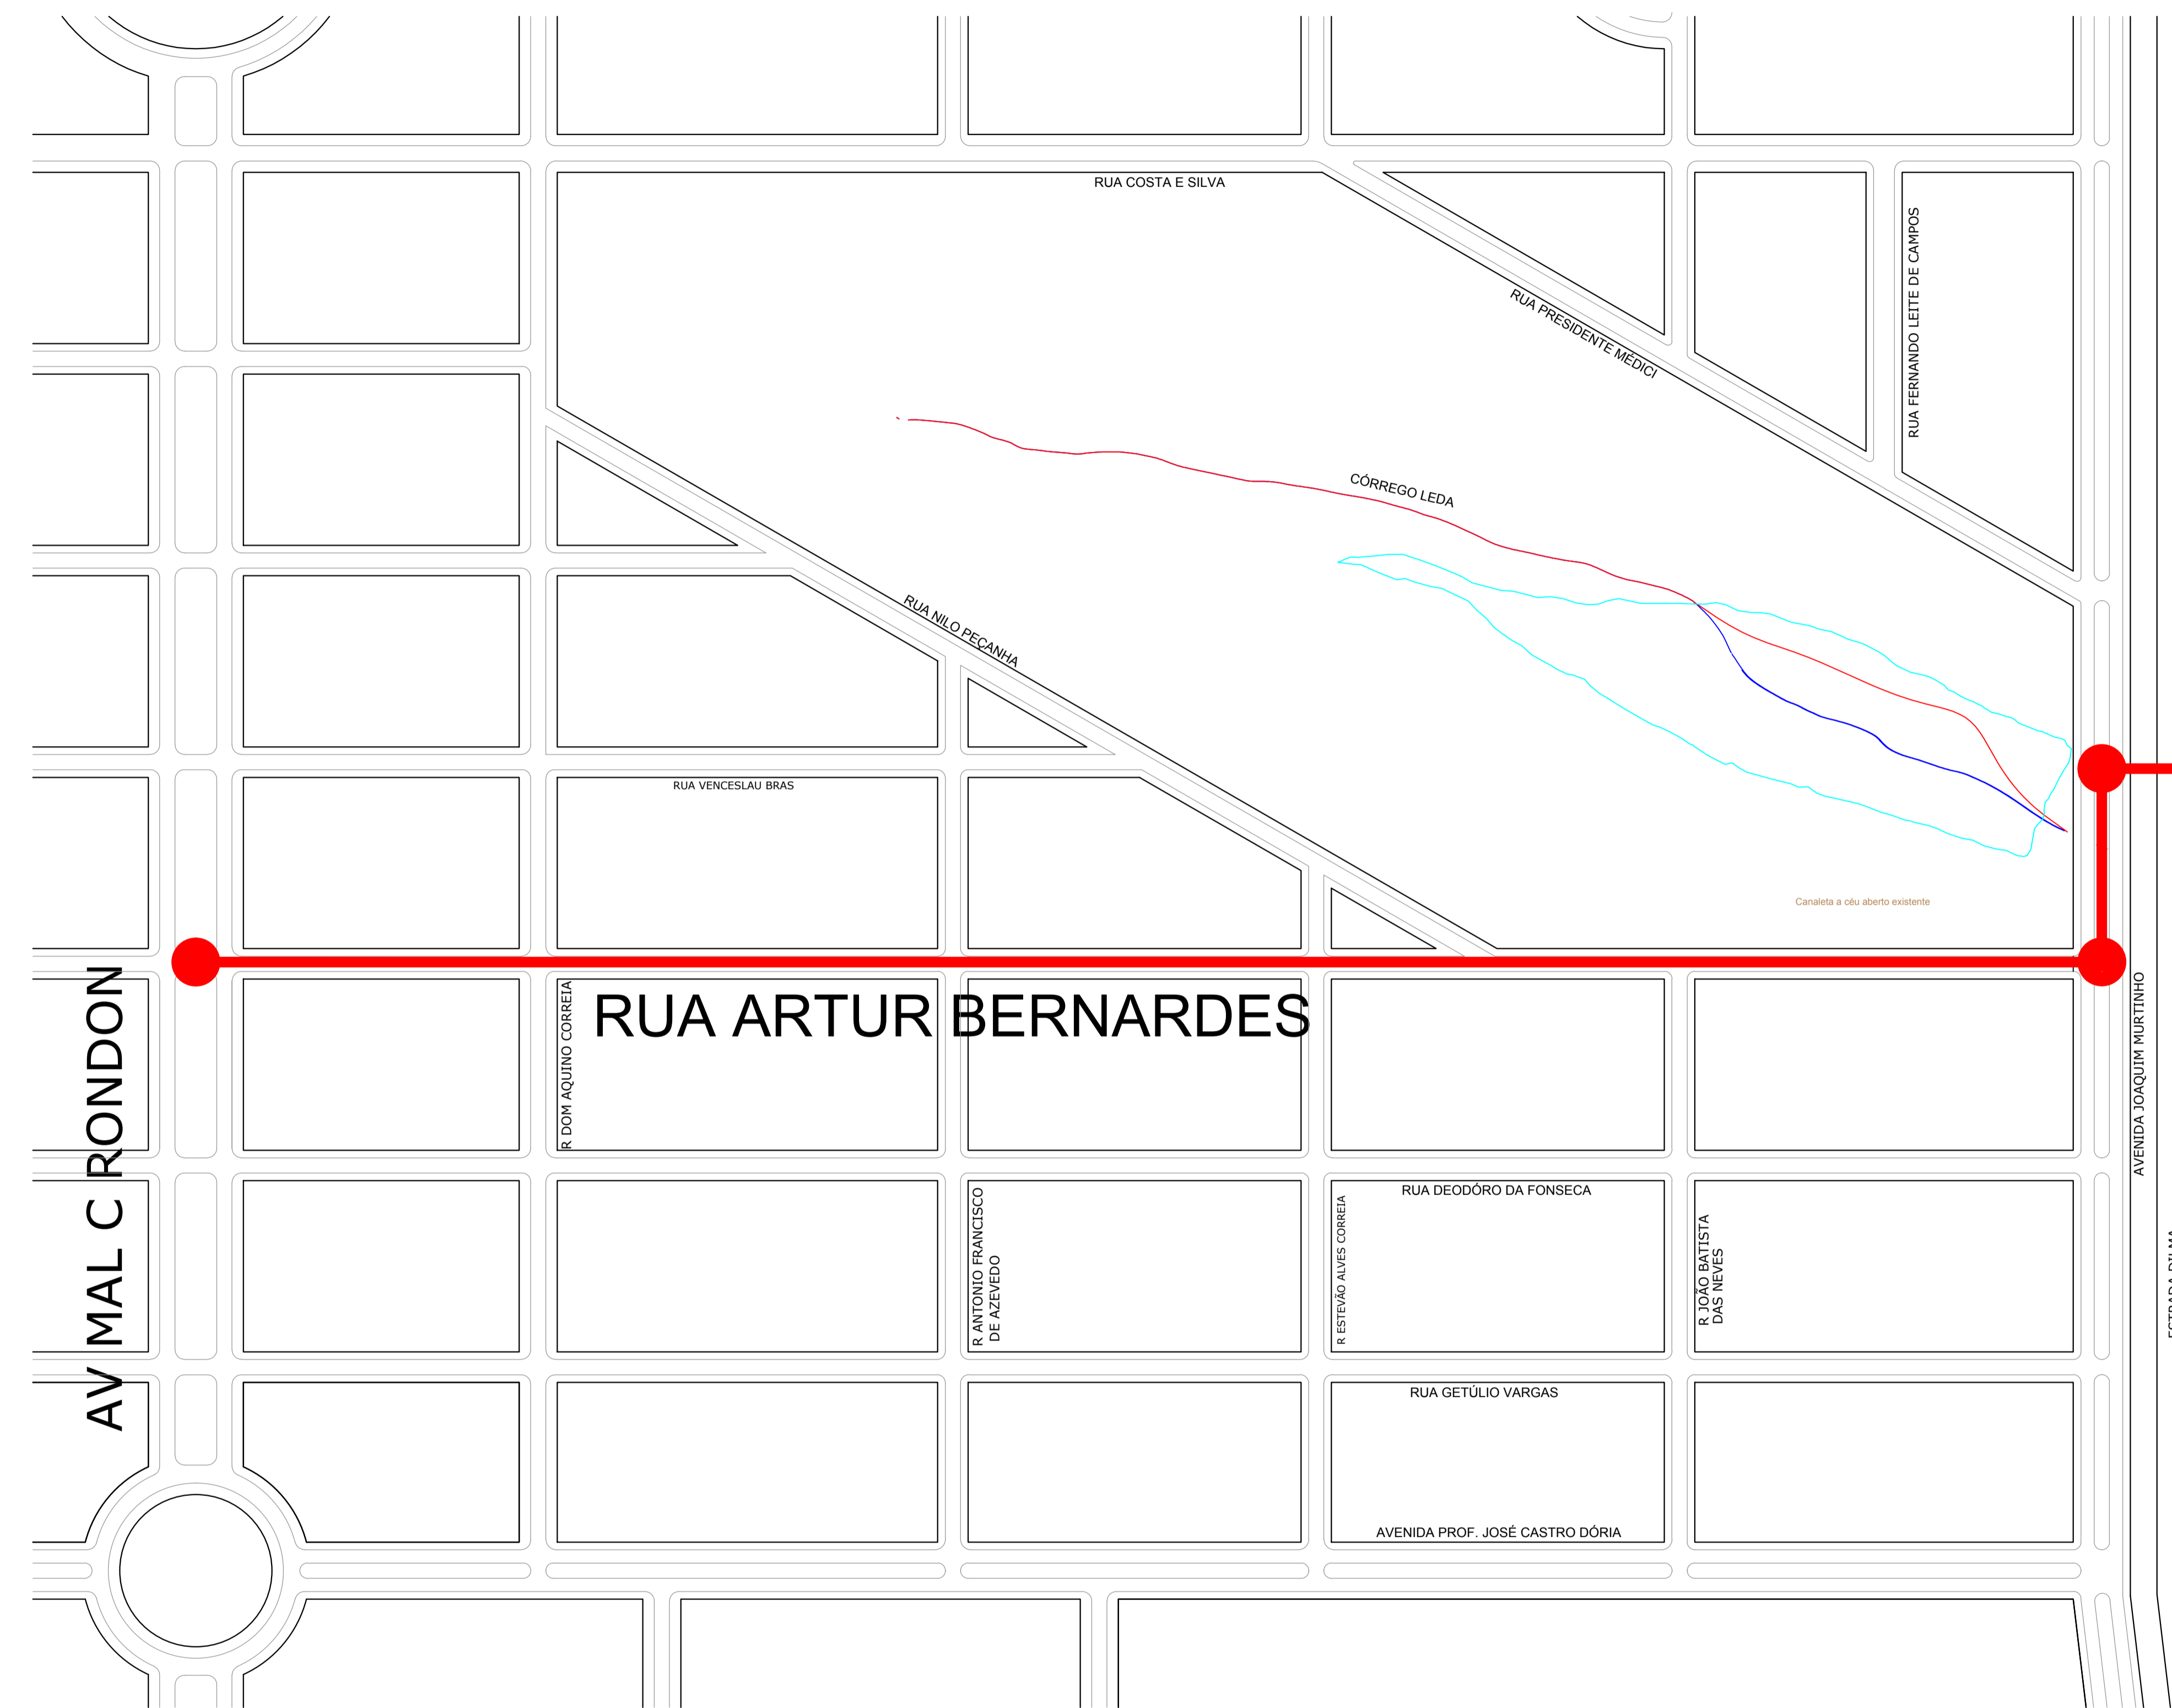 RUA COSTA E SILVA
RUA FERNANDO LEITE DE CAMPOS
RUA PRESIDENTE MÉDICI
CÓRREGO LEDA
RUA NILO PEÇANHA
RUA VENCESLAU BRAS
Canaleta a céu aberto existente
AV MAL C RONDON
R DOM AQUINO CORREIA
RUA ARTUR BERNARDES
AVENIDA JOAQUIM MURTINHO
RUA DEODÓRO DA FONSECA
R ANTONIO FRANCISCO
DE AZEVEDO
R ESTEVÃO ALVES CORREIA
R JOÃO BATISTA
DAS NEVES
RUA GETÚLIO VARGAS
AVENIDA PROF. JOSÉ CASTRO DÓRIA